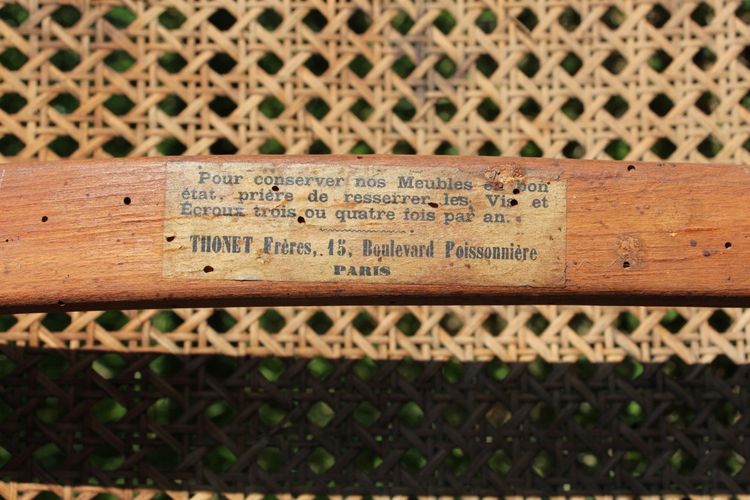 Pour conserver nos Meubles en bon
état, prière de resserrer les Vis et
Écroux trois ou quatre fois par an.
THONET Frères, 15, Boulevard Poissonnière
PARIS